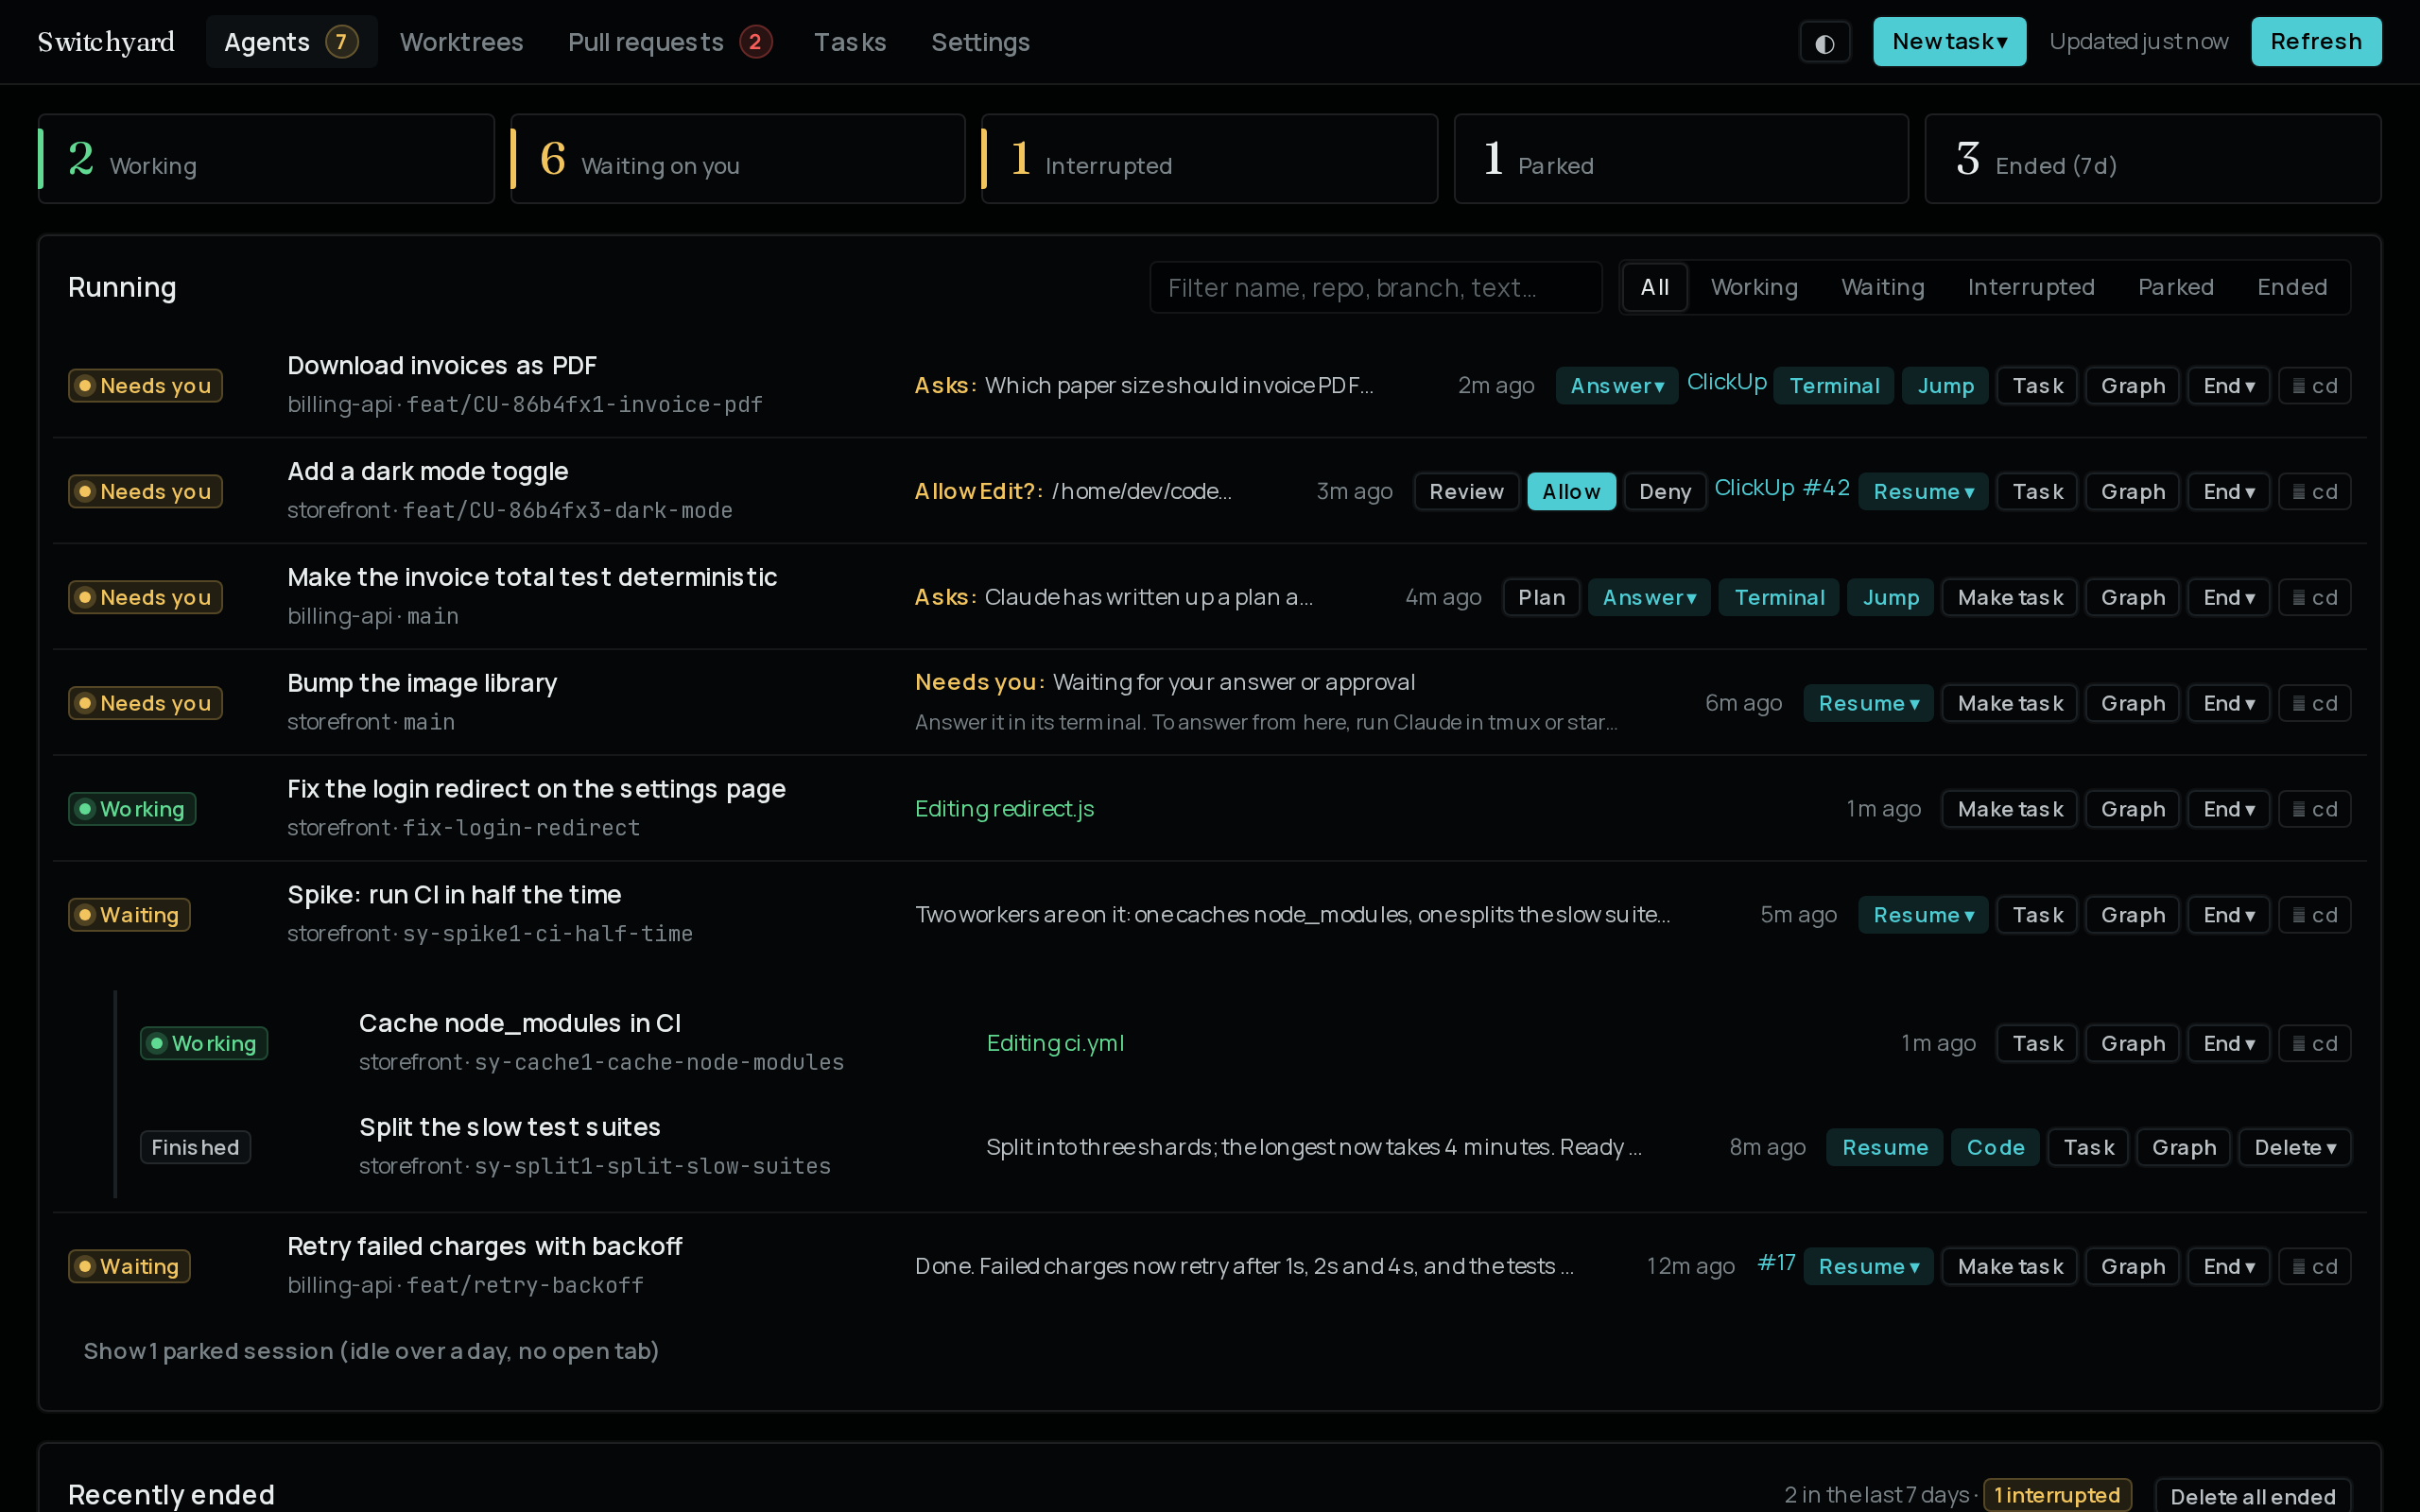 Switchyard Agents 7 Worktrees Pull requests 2 Tasks Settings ◐ New task ▾ Updated just now Refresh
2 Working 6 Waiting on you 1 Interrupted 1 Parked 3 Ended (7d)
Running Filter name, repo, branch, text… All Working Waiting Interrupted Parked Ended
Download invoices as PDF
Needs you Asks: Which paper size should invoice PDF… 2m ago Answer ▾ ClickUp Terminal Jump Task Graph End ▾ cd
billing-api · feat/CU-86b4fx1-invoice-pdf
Add a dark mode toggle
Needs you Allow Edit?: /home/dev/code… 3m ago Review Allow Deny ClickUp #42 Resume ▾ Task Graph End ▾ cd
storefront · feat/CU-86b4fx3-dark-mode
Make the invoice total test deterministic
Needs you Asks: Claude has written up a plan a… 4m ago Plan Answer ▾ Terminal Jump Make task Graph End ▾ cd
billing-api · main
Bump the image library
Needs you: Waiting for your answer or approval
Needs you 6m ago Resume ▾ Make task Graph End ▾ cd
storefront · main
Answer it in its terminal. To answer from here, run Claude in tmux or star…
Fix the login redirect on the settings page
Working Editing redirect.js 1m ago Make task Graph End ▾ cd
storefront · fix-login-redirect
Spike: run CI in half the time
Waiting Two workers are on it: one caches node_modules, one splits the slow suite… 5m ago Resume ▾ Task Graph End ▾ cd
storefront · sy-spike1-ci-half-time
Cache node_modules in CI
Working Editing ci.yml 1m ago Task Graph End ▾ cd
storefront · sy-cache1-cache-node-modules
Split the slow test suites
Finished Split into three shards; the longest now takes 4 minutes. Ready … 8m ago Resume Code Task Graph Delete ▾
storefront · sy-split1-split-slow-suites
Retry failed charges with backoff
Waiting Done. Failed charges now retry after 1s, 2s and 4s, and the tests … 12m ago #17 Resume ▾ Make task Graph End ▾ cd
billing-api · feat/retry-backoff
Show 1 parked session (idle over a day, no open tab)
Recently ended 2 in the last 7 days · 1 interrupted Delete all ended